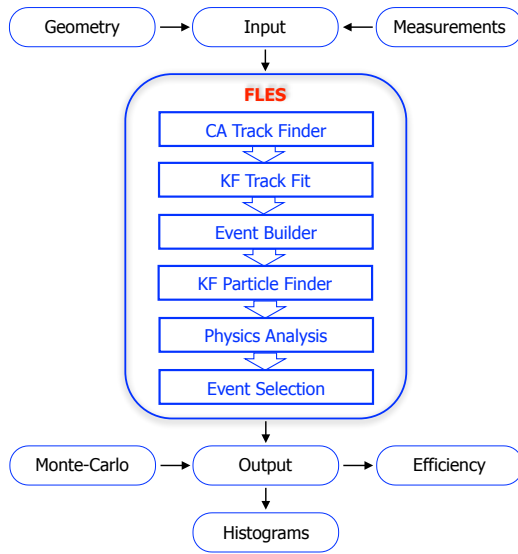 Geometry
Input
Measurements
FLES
CA Track Finder
KF Track Fit
Event Builder
KF Particle Finder
Physics Analysis
Event Selection
Monte-Carlo
Output
Efficiency
Histograms